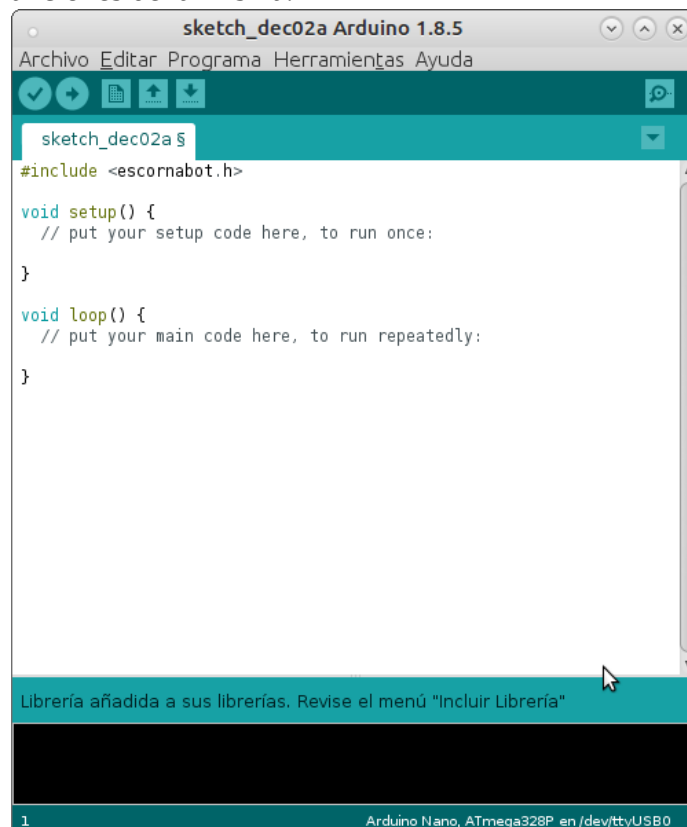 sketch_dec02a Arduino 1.8.5
Archivo Editar Programa Herramientas Ayuda
sketch_dec02a §
#include <escornabot.h>
void setup() {
// put your setup code here, to run once:
}
void loop() {
// put your main code here, to run repeatedly:
}
Librería añadida a sus librerías. Revise el menú "Incluir Librería"
1 Arduino Nano, ATmega328P en /dev/ttyUSB0